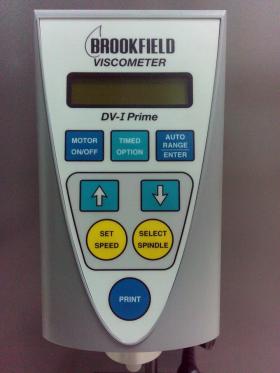 BROOKFIELD
VISCOMETER
DV-I Prime
MOTOR
ON/OFF
TIMED
OPTION
AUTO
RANGE
ENTER
SET
SPEED
SELECT
SPINDLE
PRINT